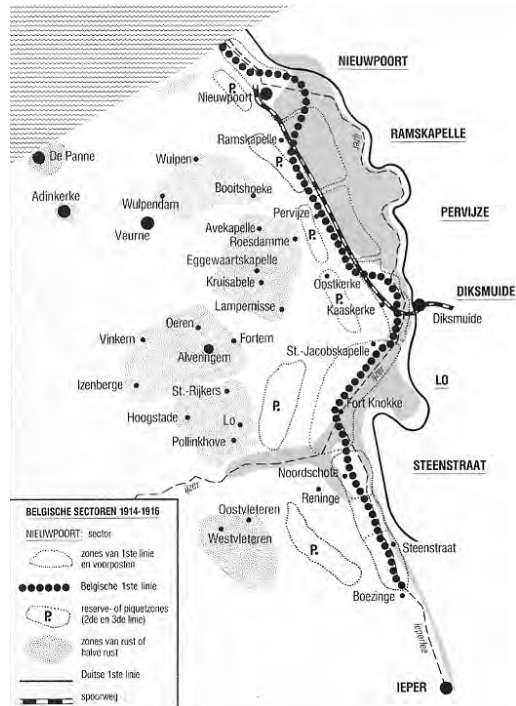 NIEUWPOORT
P.
Nieuwpoort
RAMSKAPELLE
IJzer
Ramskapelle
P.
De Panne
Wulpen
Adinkerke
Booitshoeke
Wulpendam
PERVIJZE
Pervijze
Veurne
Avekapelle
Roesdamme
P.
Eggewaartskapelle
Kruisabele
Oostkerke
P.
DIKSMUIDE
Kaaskerke
Diksmuide
Lampernisse
Oeren
Vinkem
Fortem
St.-Jacobskapelle
Alveringem
IJzer
LO
Izenberge
St.-Rijkers
P.
Fort Knokke
Hoogstade
Lo
Pollinkhove
STEENSTRAAT
Noordschote
IJzer
Reninge
Oostvleteren
Westvleteren
P.
Steenstraat
Boezinge
Ieperlee
IEPER
BELGISCHE SECTOREN 1914-1916
NIEUWPOORT: sector
zones van 1ste linie
en voorposten
Belgische 1ste linie
P.
reserve- of piquetzones
(2de en 3de linie)
zones van rust of
halve rust
Duitse 1ste linie
spoorweg